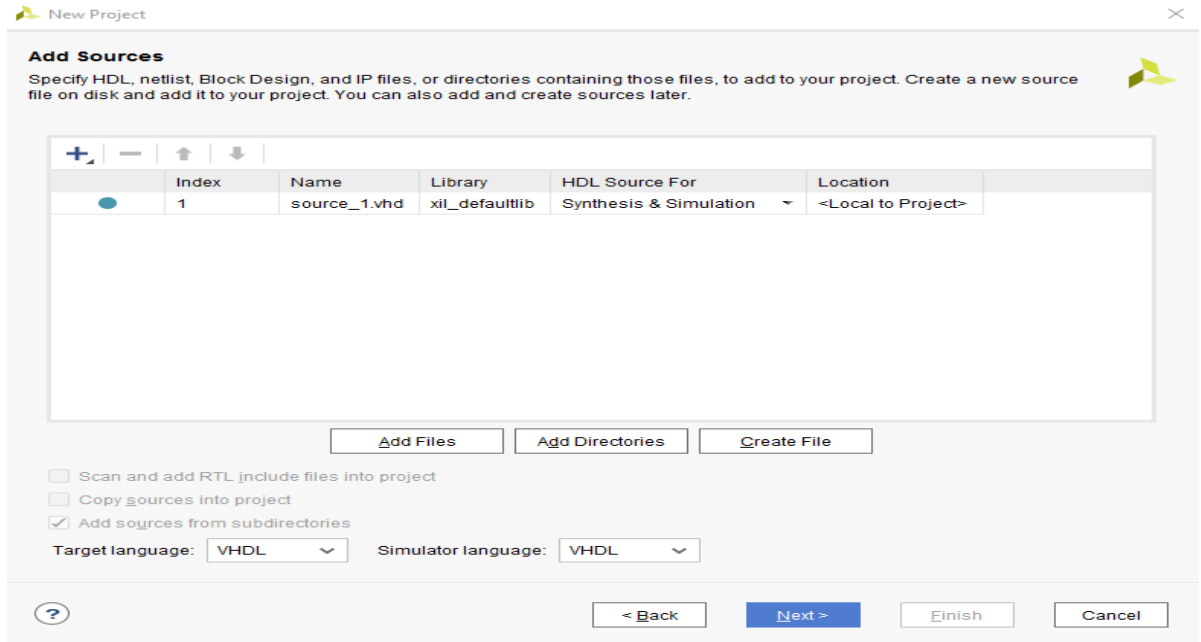 New Project
Add Sources
Specify HDL, netlist, Block Design, and IP files, or directories containing those files, to add to your project. Create a new source
file on disk and add it to your project. You can also add and create sources later.
Index Name Library HDL Source For Location
1 source_1.vhd xil_defaultlib Synthesis & Simulation <Local to Project>
Add Files Add Directories Create File
Scan and add RTL include files into project
Copy sources into project
Add sources from subdirectories
Target language: VHDL Simulator language: VHDL
? < Back Next > Finish Cancel